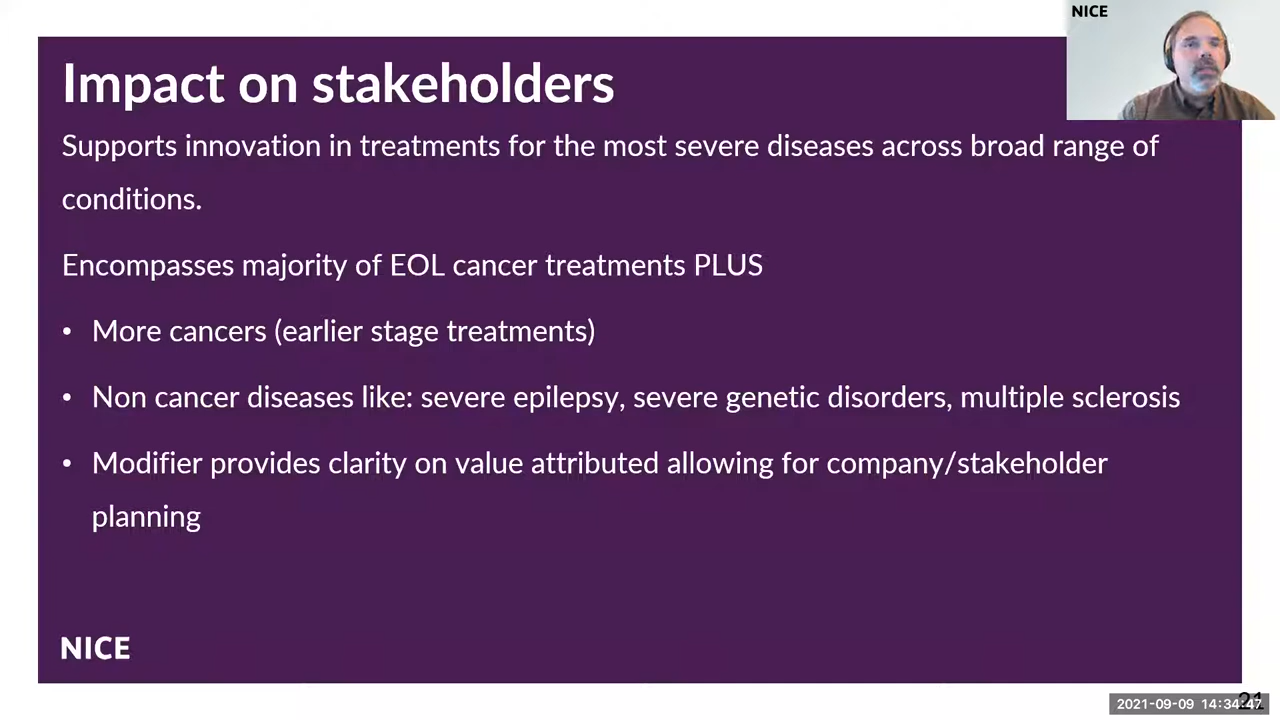 NICE
Impact on stakeholders
Supports innovation in treatments for the most severe diseases across broad range of
conditions.
Encompasses majority of EOL cancer treatments PLUS
• More cancers (earlier stage treatments)
• Non cancer diseases like: severe epilepsy, severe genetic disorders, multiple sclerosis
• Modifier provides clarity on value attributed allowing for company/stakeholder
planning
NICE
21
2021-09-09 14:34:47